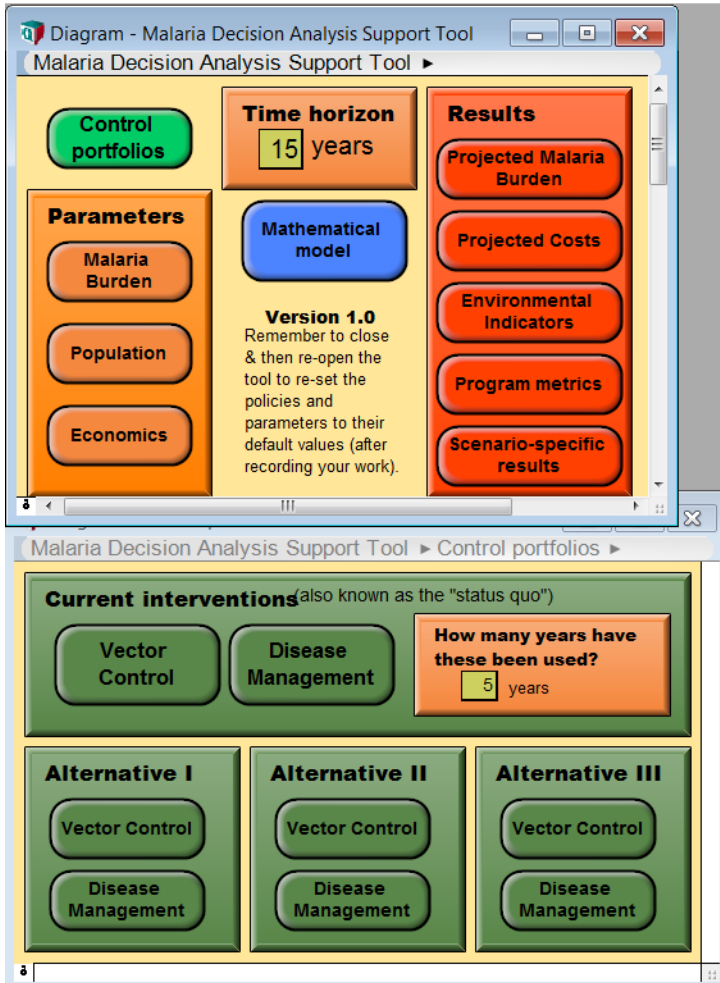 Diagram - Malaria Decision Analysis Support Tool
Malaria Decision Analysis Support Tool ►
Control
portfolios
Time horizon
15 years
Results
Projected Malaria
Burden
Projected Costs
Environmental
Indicators
Program metrics
Scenario-specific
results
Parameters
Malaria
Burden
Population
Economics
Mathematical
model
Version 1.0
Remember to close
& then re-open the
tool to re-set the
policies and
parameters to their
default values (after
recording your work).
Malaria Decision Analysis Support Tool ► Control portfolios ►
Current interventions (also known as the "status quo")
Vector
Control
Disease
Management
How many years have
these been used?
5 years
Alternative I
Vector Control
Disease
Management
Alternative II
Vector Control
Disease
Management
Alternative III
Vector Control
Disease
Management